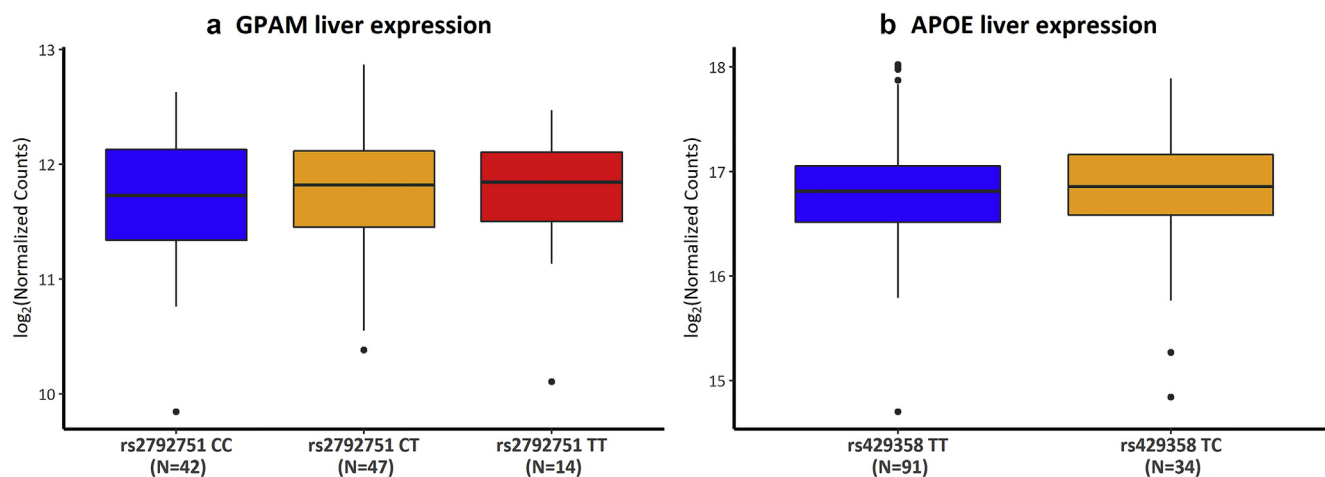 a GPAM liver expression
log2(Normalized Counts)
13
12
11
10
rs2792751 CC
(N=42)
rs2792751 CT
(N=47)
rs2792751 TT
(N=14)
b APOE liver expression
log2(Normalized Counts)
18
17
16
15
rs429358 TT
(N=91)
rs429358 TC
(N=34)